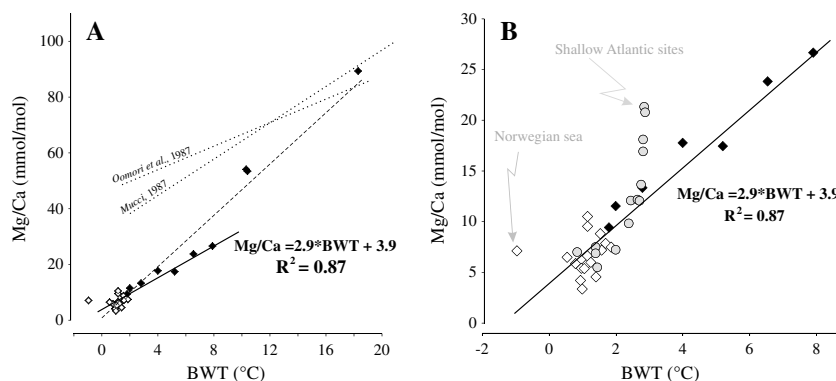 A
100
80
60
40
20
0
Mg/Ca (mmol/mol)
Oomori et al., 1987
Mucci, 1987
Mg/Ca =2.9*BWT + 3.9
R² = 0.87
0 4 8 12 16 20
BWT (°C)
B
30
25
20
15
10
5
0
Mg/Ca (mmol/mol)
Shallow Atlantic sites
Norwegian sea
Mg/Ca =2.9*BWT + 3.9
R² = 0.87
-2 0 2 4 6 8
BWT (°C)